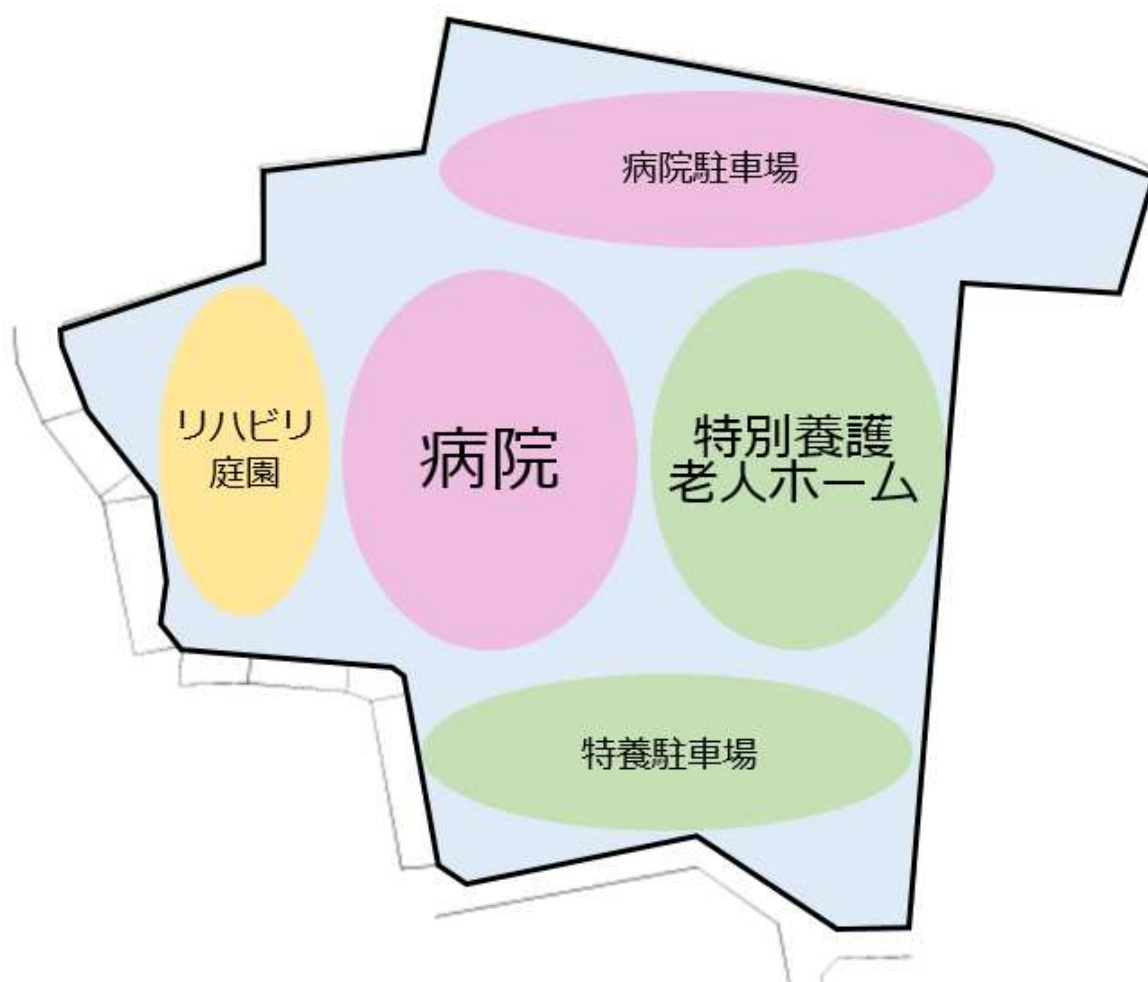 病院駐車場
リハビリ
庭園
病院
特別養護
老人ホーム
特養駐車場